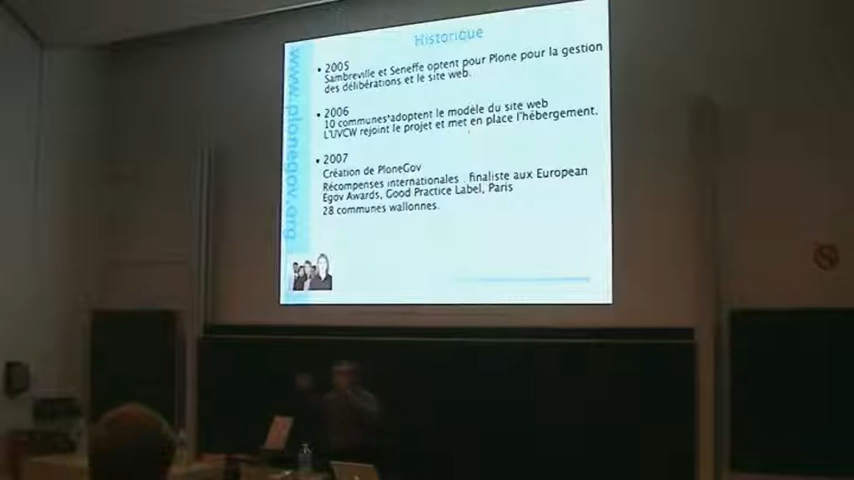 Historique
www.plonegov.org
• 2005
Sambreville et Seneffe optent pour Plone pour la gestion
des délibérations et le site web.
• 2006
10 communes adoptent le modèle du site web
L'UVCW rejoint le projet et met en place l'hébergement.
• 2007
Création de PloneGov
Récompenses internationales : finaliste aux European
Egov Awards, Good Practice Label, Paris
28 communes wallonnes.